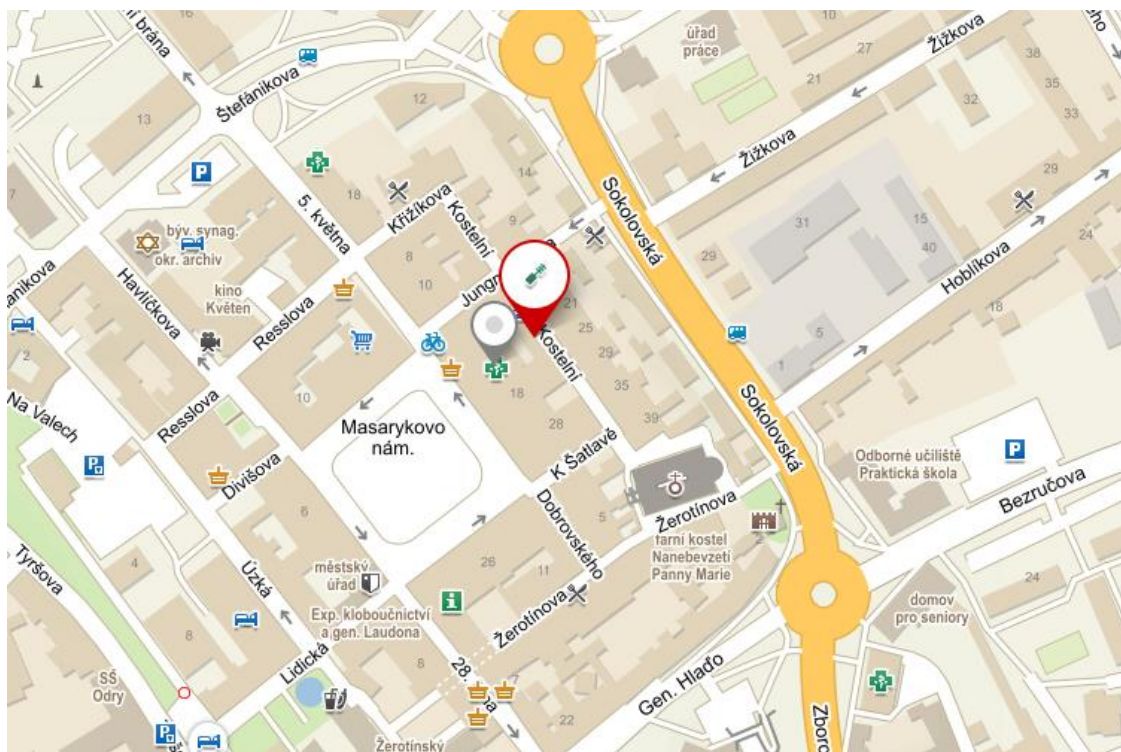 ní brána
Štefánikova
13
12
úřad
práce
10
27
21
Žižkova
38
35
33
32
Žižkova
29
7
P
18
5. května
Křižíkova
Kostelní
14
9
Sokolovská
31
15
40
24
býv. synag.
okr. archiv
8
10
29
Hoblíkova
kino
Květen
Havlíčkova
Resslova
21
25
29
35
39
Kostelní
5
1
18
2
Na Valech
10
Resslova
18
28
Masarykovo
nám.
Sokolovská
Odborné učiliště
Praktická škola
P
Bezručova
P
Divišova
K Šatlavě
Dobrovského
5
Žerotínova
farní kostel
Nanebevzetí
Panny Marie
2
6
26
11
Tyršova
4
Úzká
městský
úřad
Exp. kloboučnictví
a gen. Laudona
i
Žerotínova
24
domov
pro seniory
8
Lidická
8
7
Gen. Hlaďo
SŠ
Odry
22
P
Žerotínský